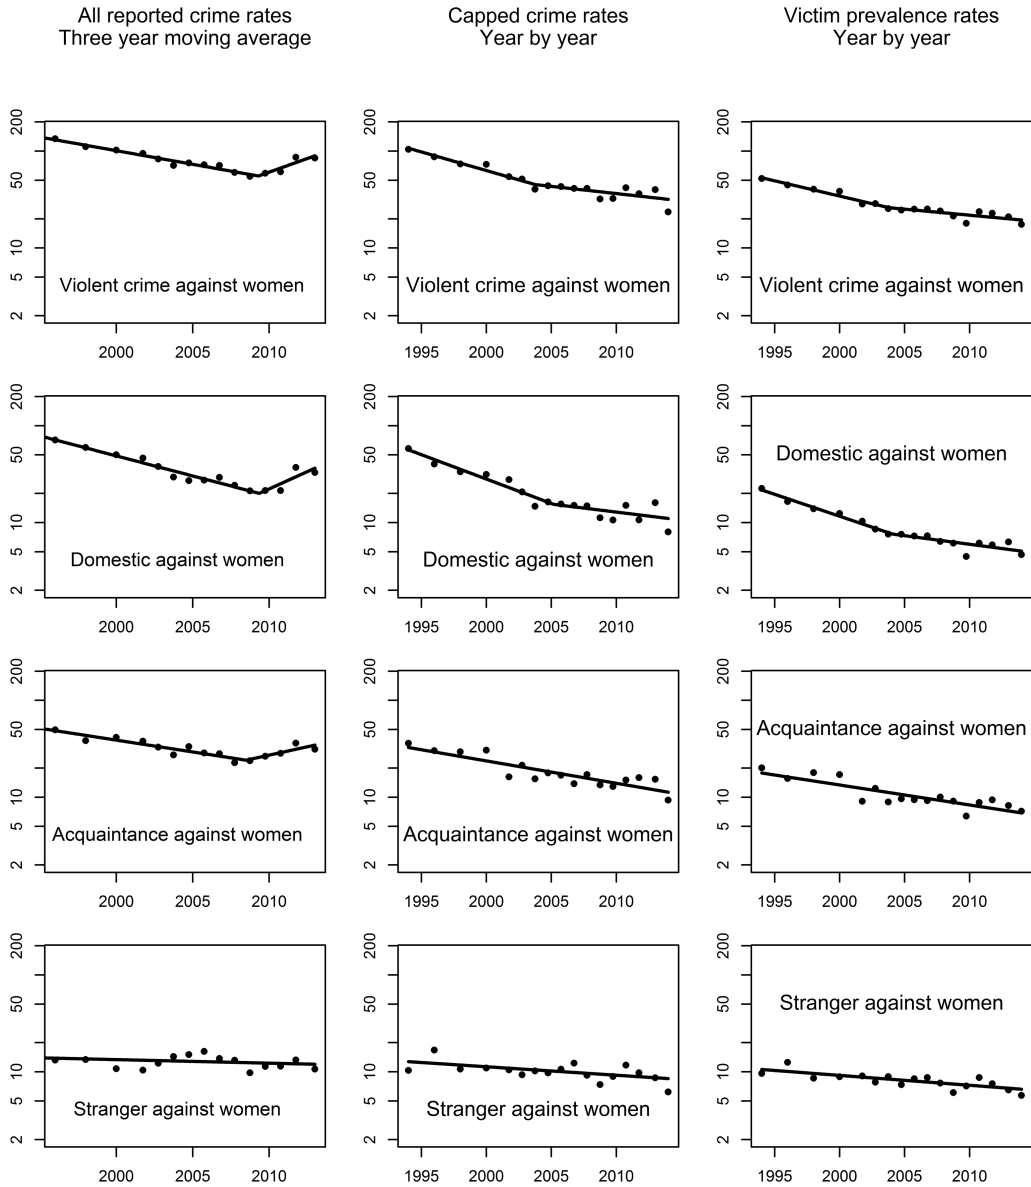 All reported crime rates
Three year moving average
Capped crime rates
Year by year
Victim prevalence rates
Year by year
200
50
10
5
2
Violent crime against women
2000 2005 2010
200
50
10
5
2
Violent crime against women
1995 2000 2005 2010
200
50
10
5
2
Violent crime against women
1995 2000 2005 2010
200
50
10
5
2
Domestic against women
2000 2005 2010
200
50
10
5
2
Domestic against women
1995 2000 2005 2010
200
50
10
5
2
Domestic against women
1995 2000 2005 2010
200
50
10
5
2
Acquaintance against women
2000 2005 2010
200
50
10
5
2
Acquaintance against women
1995 2000 2005 2010
200
50
10
5
2
Acquaintance against women
1995 2000 2005 2010
200
50
10
5
2
Stranger against women
2000 2005 2010
200
50
10
5
2
Stranger against women
1995 2000 2005 2010
200
50
10
5
2
Stranger against women
1995 2000 2005 2010